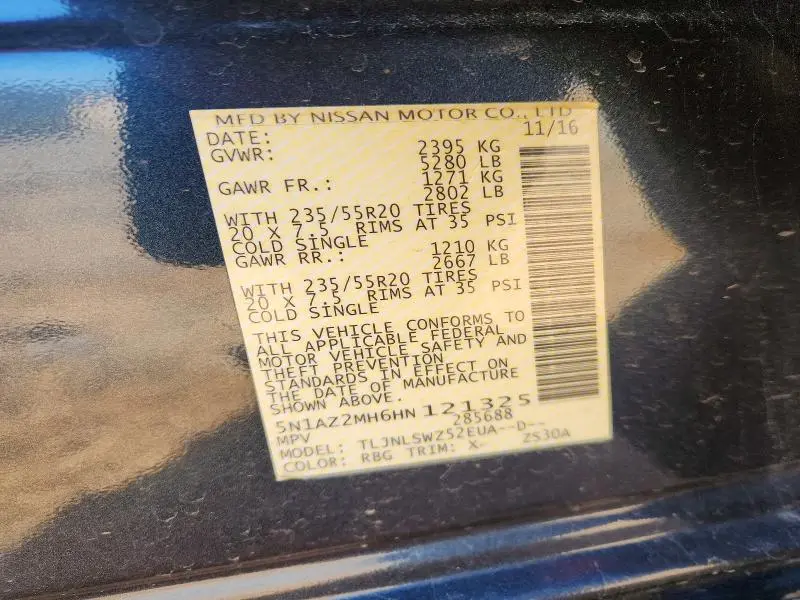 MFD BY NISSAN MOTOR CO., LTD
DATE: 11/16
GVWR: 2395 KG
5280 LB
GAWR FR.: 1271 KG
2802 LB
WITH 235/55R20 TIRES
20 X 7.5 RIMS AT 35 PSI
COLD SINGLE
GAWR RR.: 1210 KG
2667 LB
WITH 235/55R20 TIRES
20 X 7.5 RIMS AT 35 PSI
COLD SINGLE
THIS VEHICLE CONFORMS TO
ALL APPLICABLE FEDERAL
MOTOR VEHICLE SAFETY AND
THEFT PREVENTION
STANDARDS IN EFFECT ON
THE DATE OF MANUFACTURE
SHOWN ABOVE.
5N1AZ2MH6HN 121325
MPV 285688
MODEL: TLJNLSWZ52EUA--D--
COLOR: RBG TRIM: X- Z530A